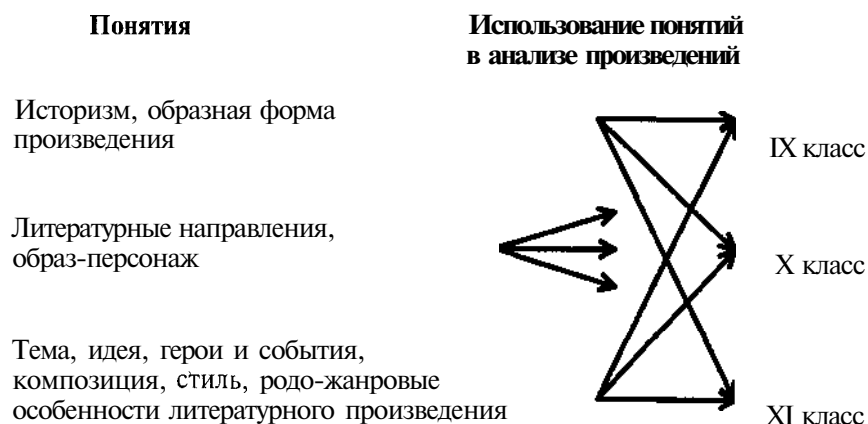 Понятия
Использование понятий
в анализе произведений
Историзм, образная форма
произведения
IX класс
Литературные направления,
образ-персонаж
X класс
Тема, идея, герои и события,
композиция, стиль, родо-жанровые
особенности литературного произведения
XI класс